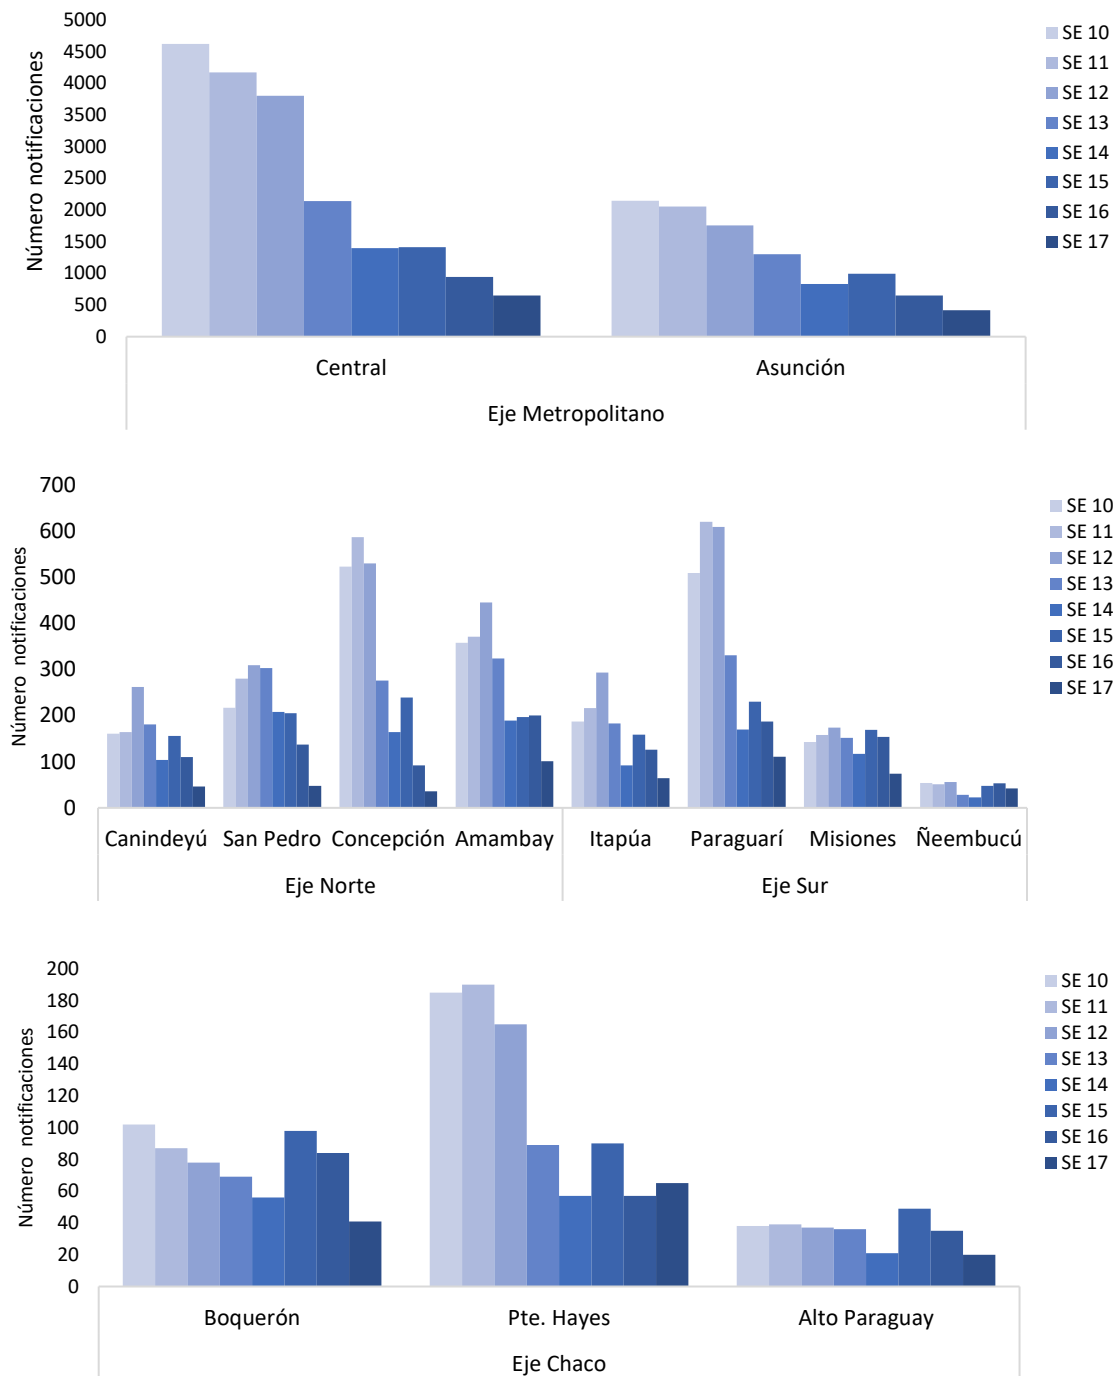 Número notificaciones
5000
4500
4000
3500
3000
2500
2000
1500
1000
500
0
Central
Asunción
Eje Metropolitano
SE 10
SE 11
SE 12
SE 13
SE 14
SE 15
SE 16
SE 17
Número notificaciones
700
600
500
400
300
200
100
0
Canindeyú
San Pedro
Concepción
Amambay
Itapúa
Paraguarí
Misiones
Ñeembucú
Eje Norte
Eje Sur
SE 10
SE 11
SE 12
SE 13
SE 14
SE 15
SE 16
SE 17
Número notificaciones
200
180
160
140
120
100
80
60
40
20
0
Boquerón
Pte. Hayes
Alto Paraguay
Eje Chaco
SE 10
SE 11
SE 12
SE 13
SE 14
SE 15
SE 16
SE 17